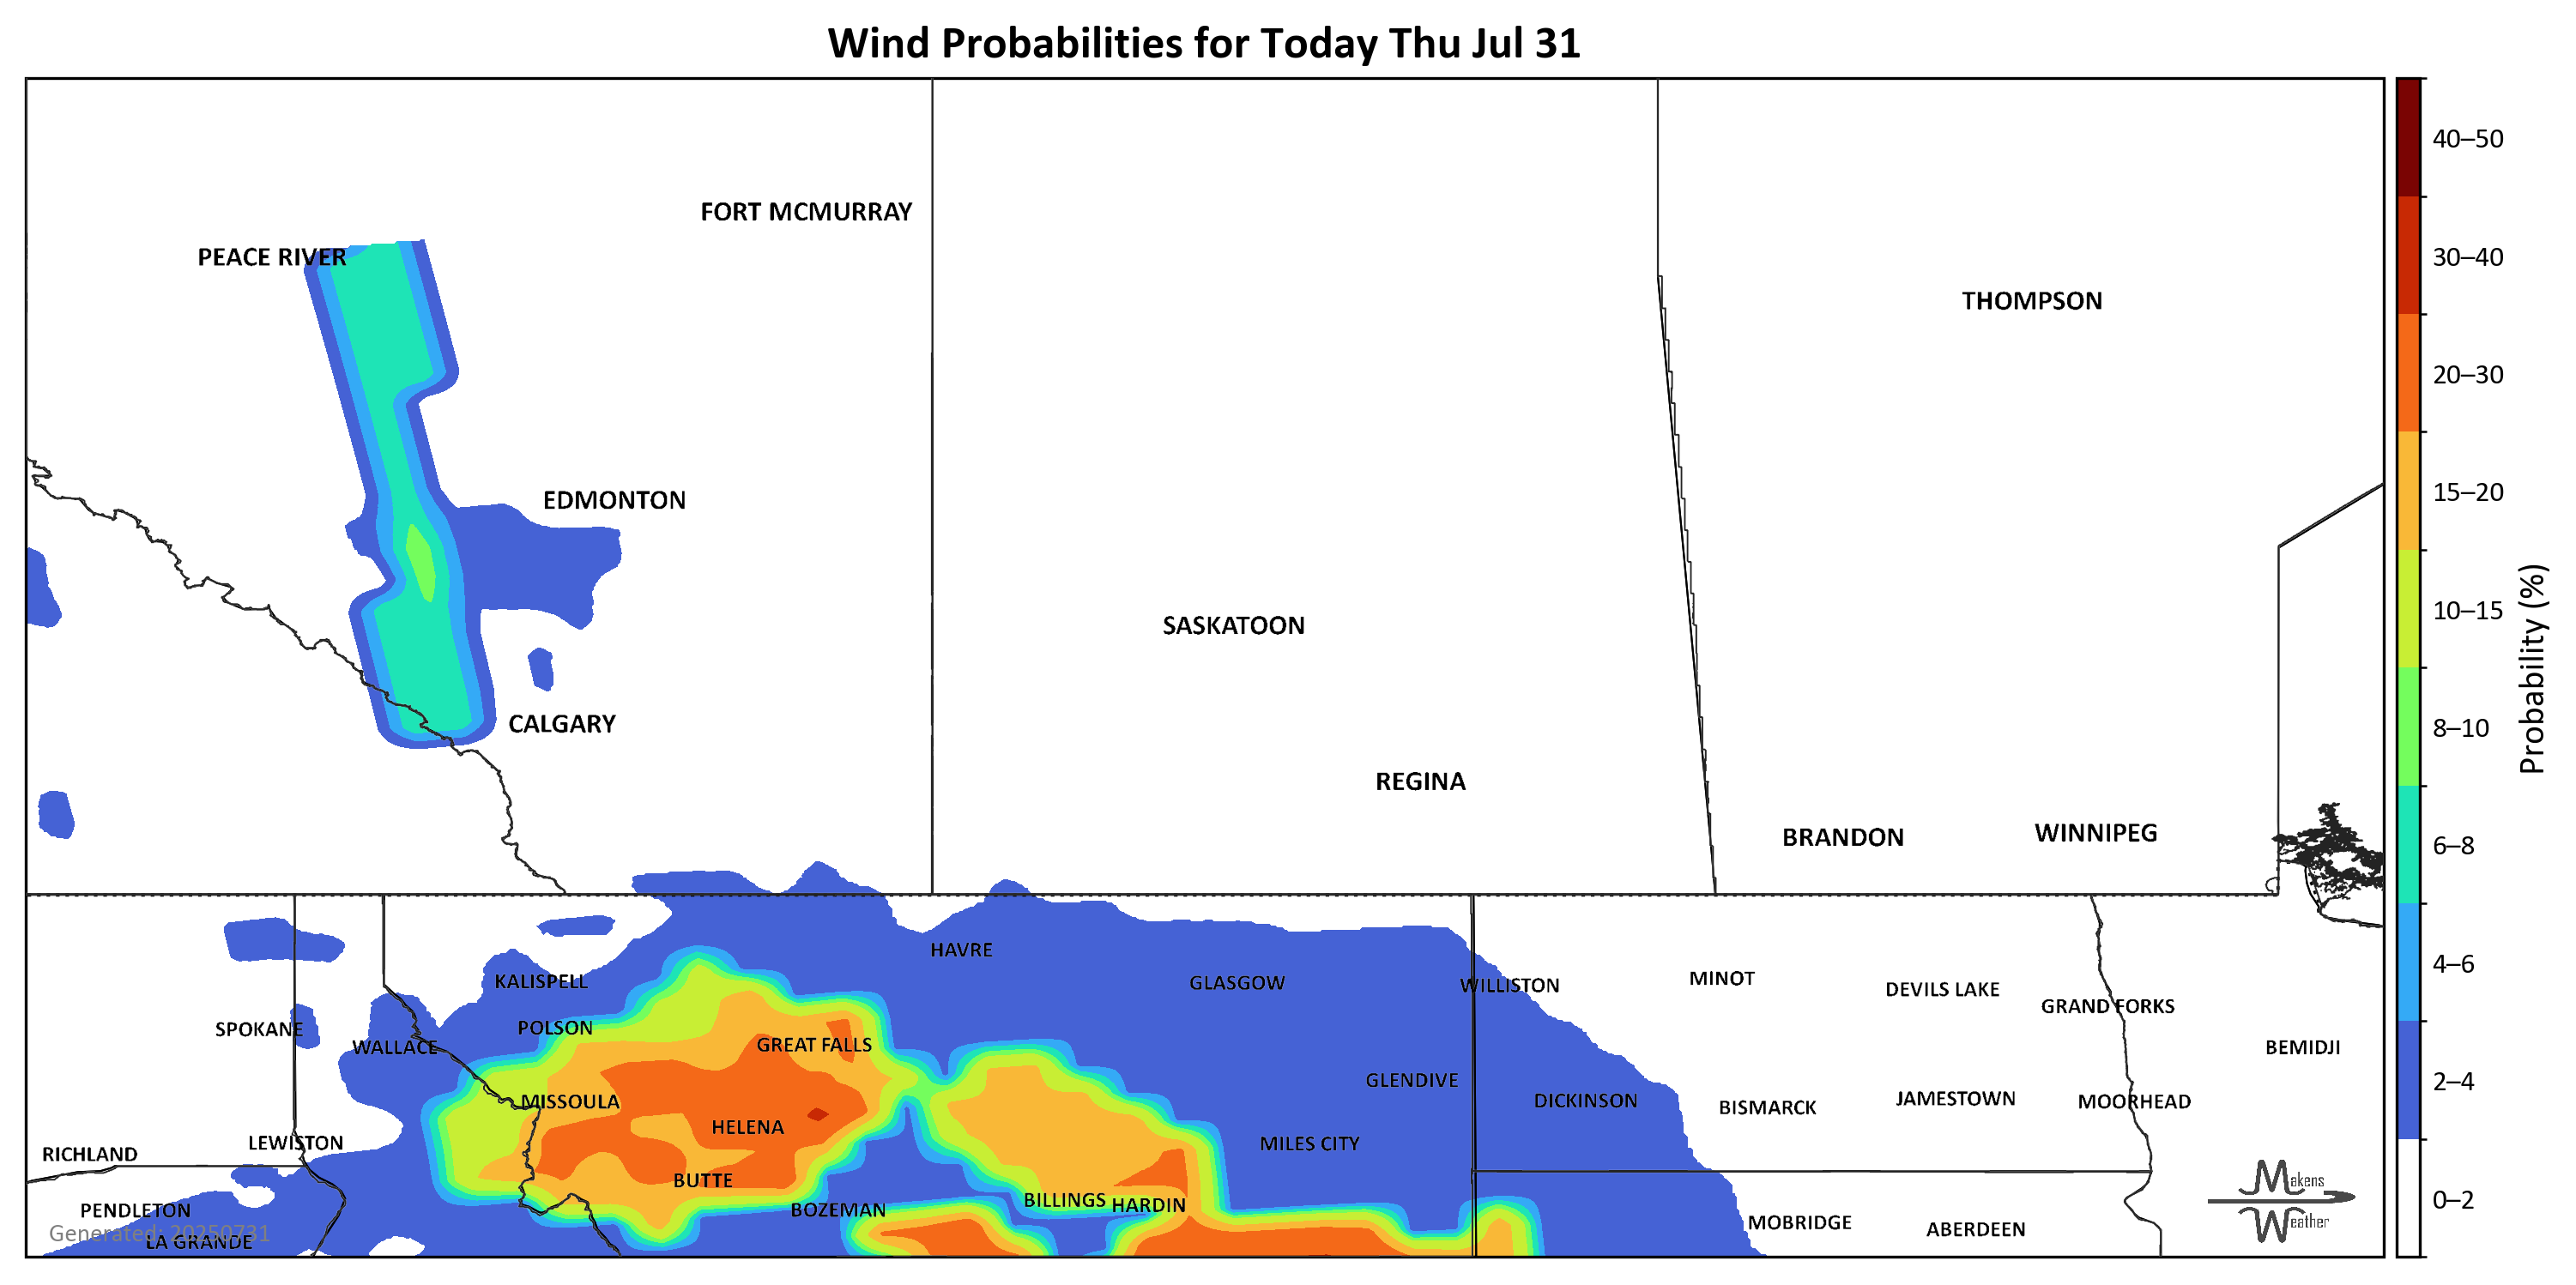 Wind Probabilities for Today Thu Jul 31
40–50
FORT MCMURRAY
PEACE RIVER
30–40
THOMPSON
20–30
15–20
EDMONTON
10–15
SASKATOON
Probability (%)
CALGARY
8–10
REGINA
BRANDON
WINNIPEG
6–8
HAVRE
4–6
KALISPELL
GLASGOW
WILLISTON
MINOT
DEVILS LAKE
GRAND FORKS
SPOKANE
POLSON
WALLACE
GREAT FALLS
BEMIDJI
GLENDIVE
2–4
MISSOULA
DICKINSON
BISMARCK
JAMESTOWN
MOORHEAD
HELENA
LEWISTON
MILES CITY
RICHLAND
BUTTE
Makens
Weather
BILLINGS
HARDIN
0–2
PENDLETON
BOZEMAN
MOBRIDGE
ABERDEEN
Generated: 20250731
LA GRANDE